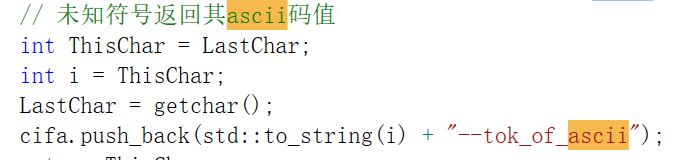 // 未知符号返回其ascii码值
int ThisChar = LastChar;
int i = ThisChar;
LastChar = getchar();
cifa.push_back(std::to_string(i) + "--tok_of_ascii");